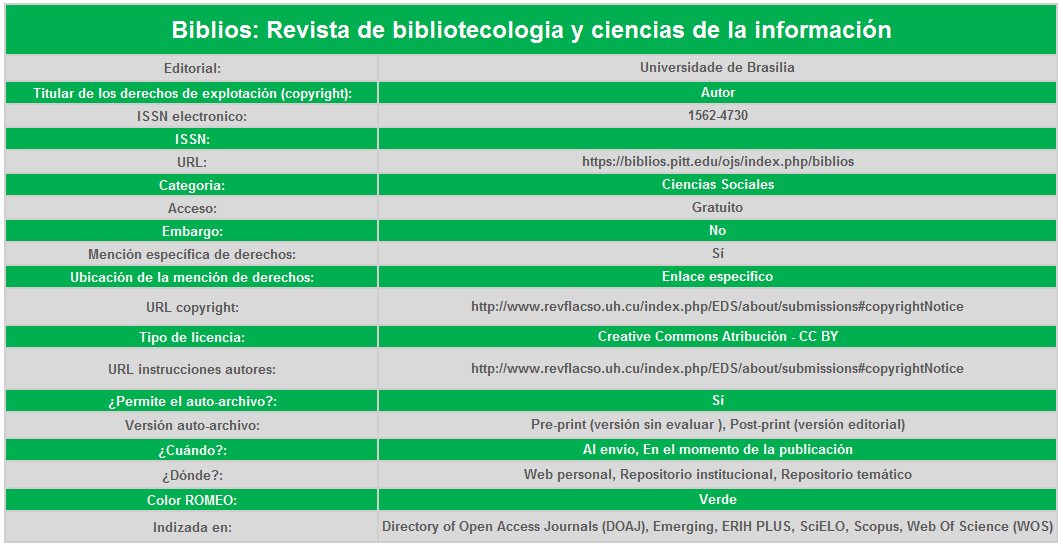 Biblios: Revista de bibliotecologia y ciencias de la información
Editorial: Universidade de Brasília
Titular de los derechos de explotación (copyright): Autor
ISSN electronico: 1562-4730
ISSN:
URL: https://biblios.pitt.edu/ojs/index.php/biblios
Categoria: Ciencias Sociales
Acceso: Gratuito
Embargo: No
Mención específica de derechos: Sí
Ubicación de la mención de derechos: Enlace específico
URL copyright: http://www.revflacso.uh.cu/index.php/EDS/about/submissions#copyrightNotice
Tipo de licencia: Creative Commons Atribución - CC BY
URL instrucciones autores: http://www.revflacso.uh.cu/index.php/EDS/about/submissions#copyrightNotice
¿Permite el auto-archivo?: Sí
Versión auto-archivo: Pre-print (versión sin evaluar ), Post-print (versión editorial)
¿Cuándo?: Al envío, En el momento de la publicación
¿Dónde?: Web personal, Repositorio institucional, Repositorio temático
Color ROMEO: Verde
Indizada en: Directory of Open Access Journals (DOAJ), Emerging, ERIH PLUS, SciELO, Scopus, Web Of Science (WOS)